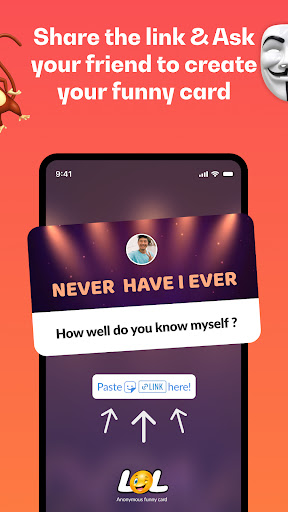 Share the link & Ask
your friend to create
your funny card
9:41
NEVER HAVE I EVER
How well do you know myself ?
Paste LINK here!
LOL
Anonymous funny card